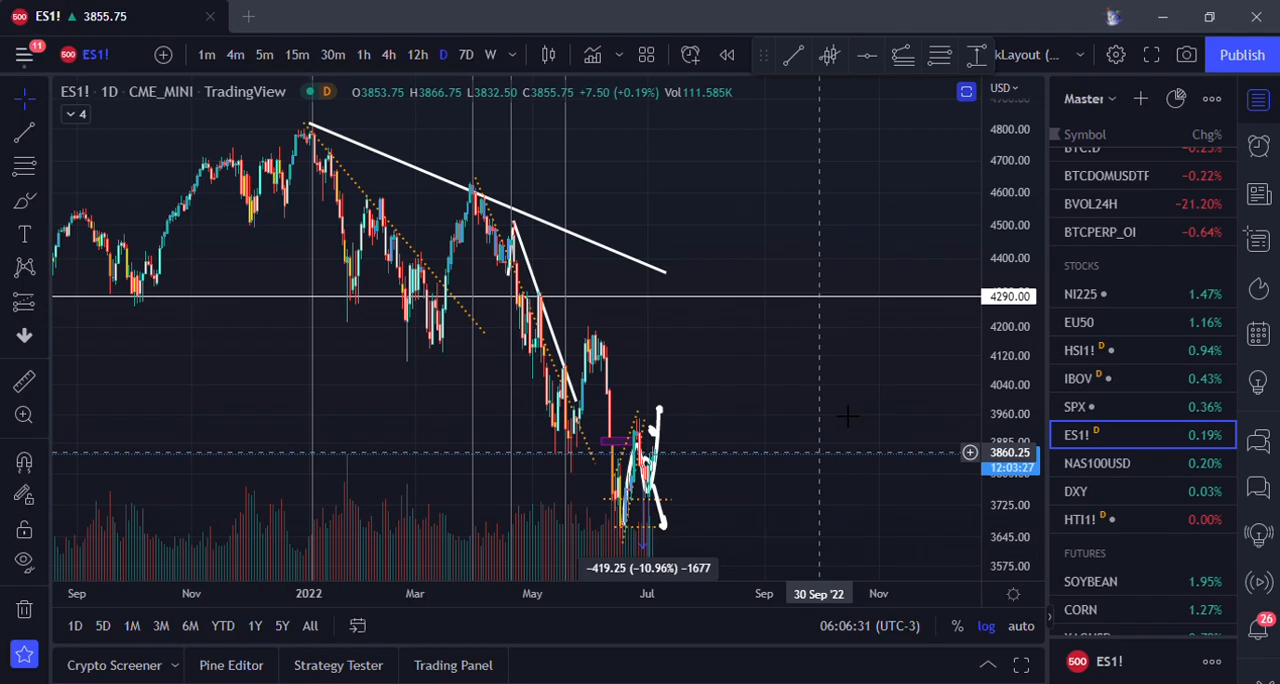 500 ES1! ▲ 3855.75
11 500 ES1! 1m 4m 5m 15m 30m 1h 4h 12h D 7D W kLayout (... Publish
ES1! · 1D · CME_MINI · TradingView D O3853.75 H3866.75 L3832.50 C3855.75 +7.50 (+0.19%) Vol111.585K
4
USD
4800.00
4700.00
4600.00
4500.00
4400.00
4290.00
4200.00
4120.00
4040.00
3960.00
3885.00
3860.25
12:03:27
3725.00
3645.00
3575.00
−419.25 (−10.96%) −1677
Sep Nov 2022 Mar May Jul Sep 30 Sep '22 Nov
1D 5D 1M 3M 6M YTD 1Y 5Y All 06:06:31 (UTC-3) % log auto
Crypto Screener Pine Editor Strategy Tester Trading Panel
Master
Symbol Chg%
BTC.D −0.25%
BTCDOMUSDTF −0.22%
BVOL24H −21.20%
BTCPERP_OI −0.64%
STOCKS
NI225 1.47%
EU50 1.16%
HSI1! D 0.94%
IBOV D 0.43%
SPX 0.36%
ES1! D 0.19%
NAS100USD 0.20%
DXY 0.03%
HTI1! D 0.00%
FUTURES
SOYBEAN 1.95%
CORN 1.27%
500 ES1!
26